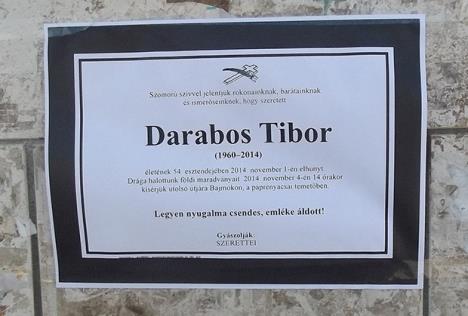 Szomorú szívvel jelentjük rokonainknak, barátainknak
és ismerőseinknek, hogy szeretett
Darabos Tibor
(1960–2014)
életének 54. esztendejében 2014. november 1-én elhunyt.
Drága halottunk földi maradványait 2014. november 4-én 14 órakor
kísérjük utolsó útjára Bajmokon, a paprenyacsai temetőben.
Legyen nyugalma csendes, emléke áldott!
Gyászolják:
SZERETTEI